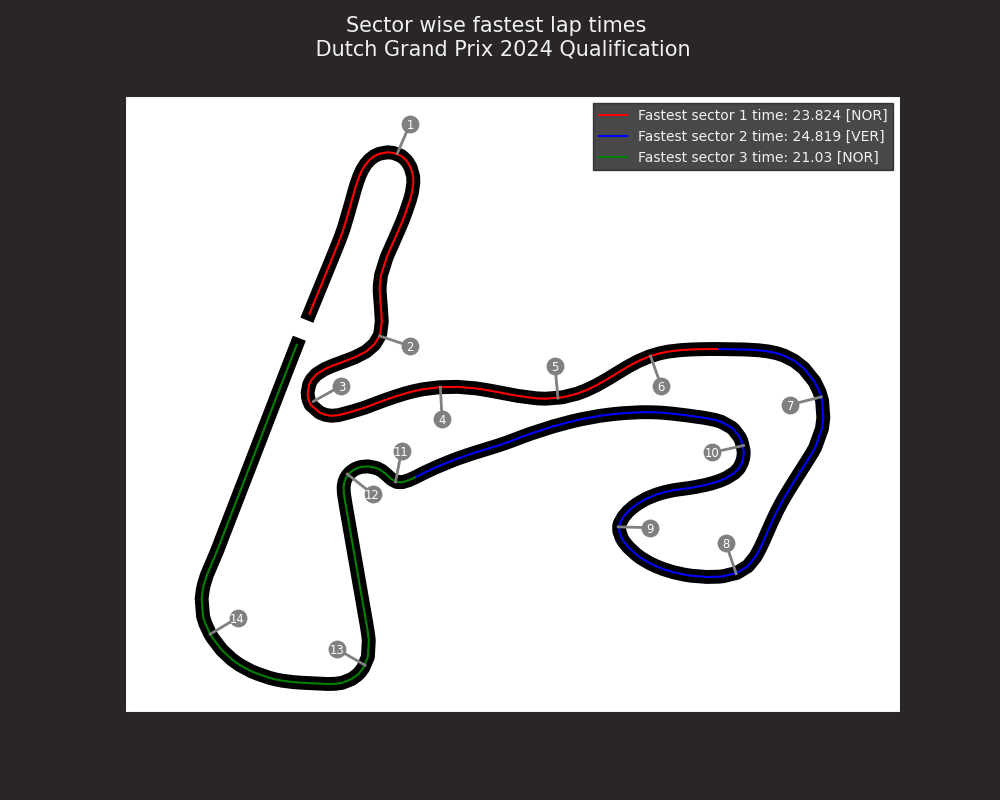 Sector wise fastest lap times
Dutch Grand Prix 2024 Qualification
Fastest sector 1 time: 23.824 [NOR]
Fastest sector 2 time: 24.819 [VER]
Fastest sector 3 time: 21.03 [NOR]
1
2
3
5
6
4
7
11
10
12
9
8
14
13